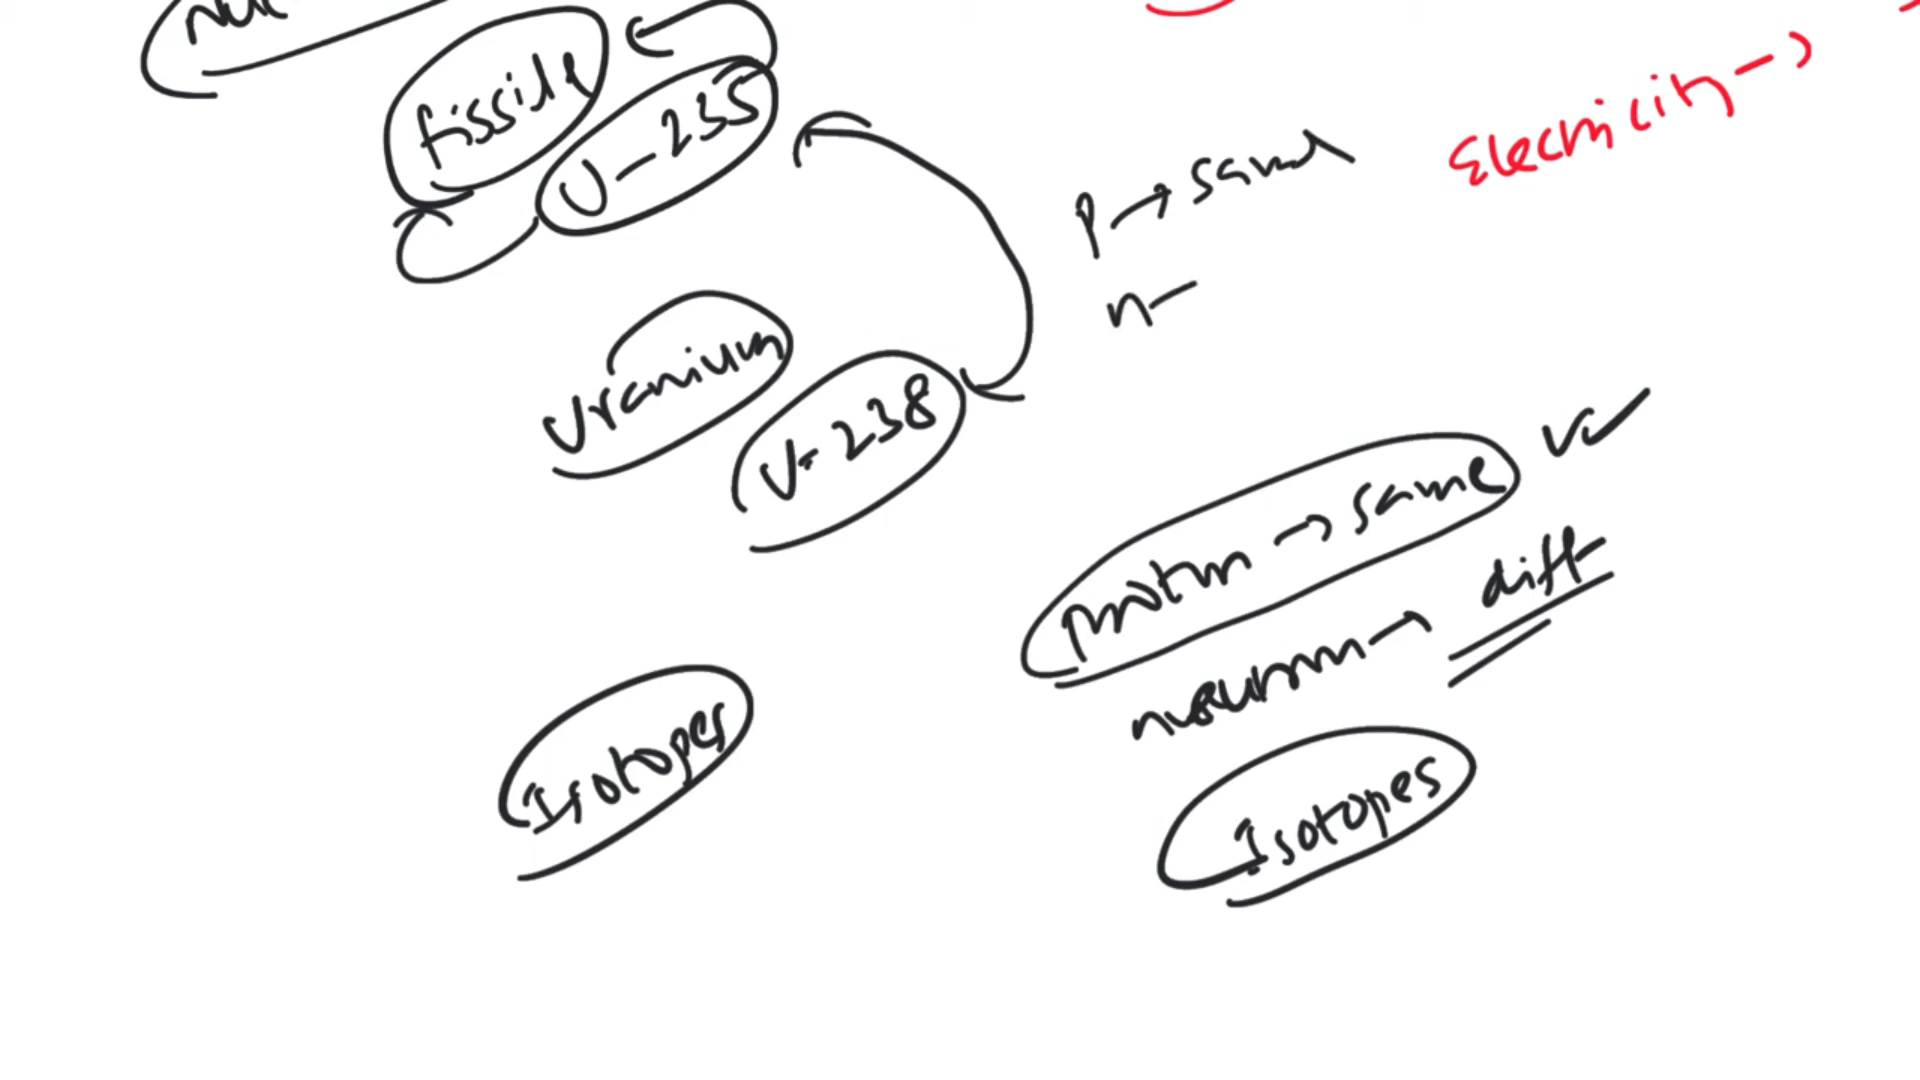 fissile
U-235
Electricity →
P → same
n -
Uranium
U-238
proton → same
neutron → diff
Isotopes
Isotopes